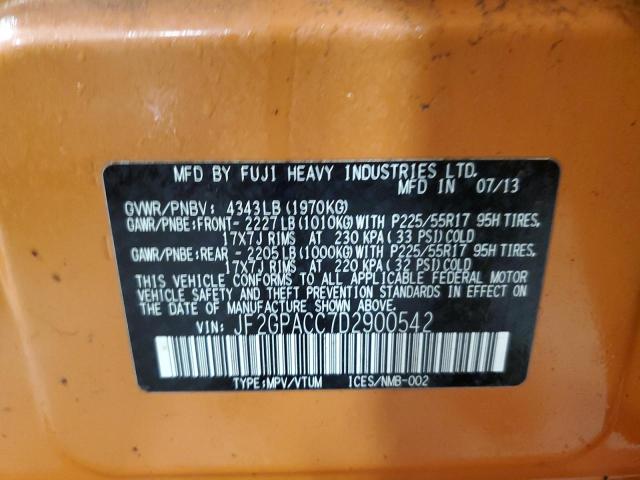 MFD BY FUJI HEAVY INDUSTRIES LTD.
MFD IN 07/13
GVWR/PNBV: 4343LB(1970KG)
GAWR/PNBE:FRONT- 2227LB(1010KG)WITH P225/55R17 95H TIRES,
17X7J RIMS AT 230 KPA(33 PSI)COLD
GAWR/PNBE:REAR - 2205LB(1000KG)WITH P225/55R17 95H TIRES,
17X7J RIMS AT 220 KPA(32 PSI)COLD
THIS VEHICLE CONFORMS TO ALL APPLICABLE FEDERAL MOTOR
VEHICLE SAFETY AND THEFT PREVENTION STANDARDS IN EFFECT ON
THE DATE OF MANUFACTURE SHOWN ABOVE.
VIN: JF2GPACC7D2900542
TYPE:MPV/VTUM ICES/NMB-002